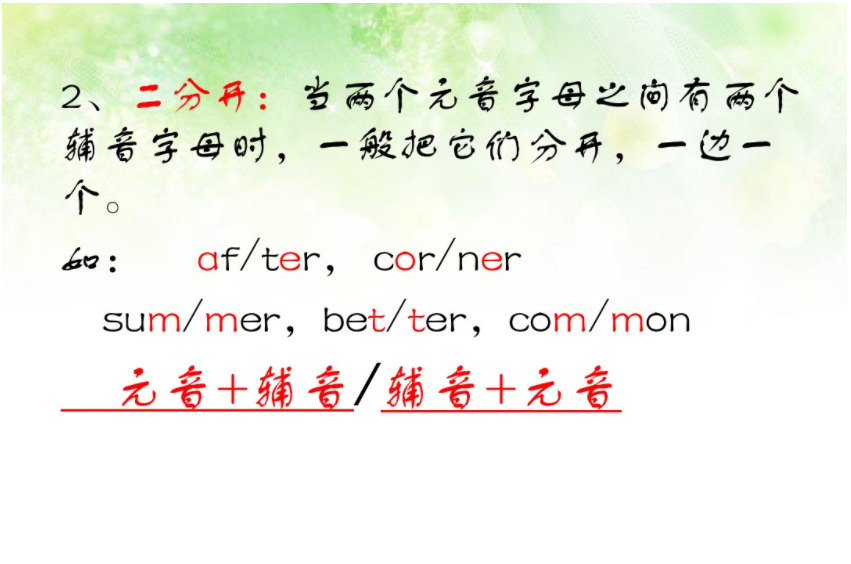 2、二分开：当两个元音字母之间有两个
辅音字母时，一般把它们分开，一边一
个。
如： af/ter, cor/ner
sum/mer, bet/ter, com/mon
元音+辅音/辅音+元音